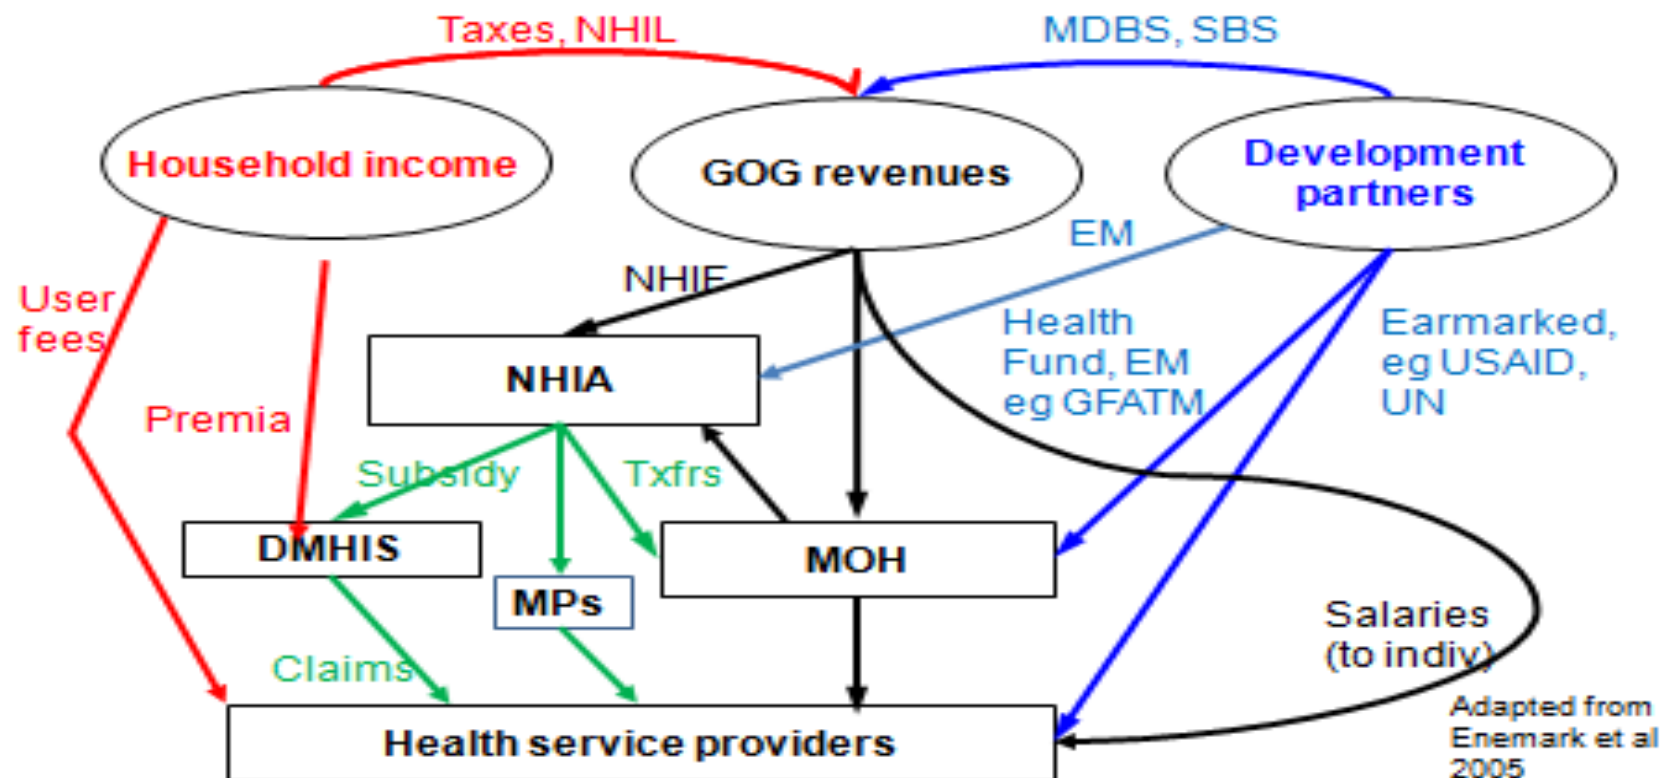 Taxes, NHIL
MDBS, SBS
Household income
GOG revenues
Development
partners
EM
NHIF
User
fees
Health
Fund, EM
eg GFATM
Earmarked,
eg USAID,
UN
NHIA
Premia
Subsidy
Txfrs
DMHIS
MOH
MPs
Salaries
(to indiv)
Claims
Health service providers
Adapted from
Enemark et al
2005